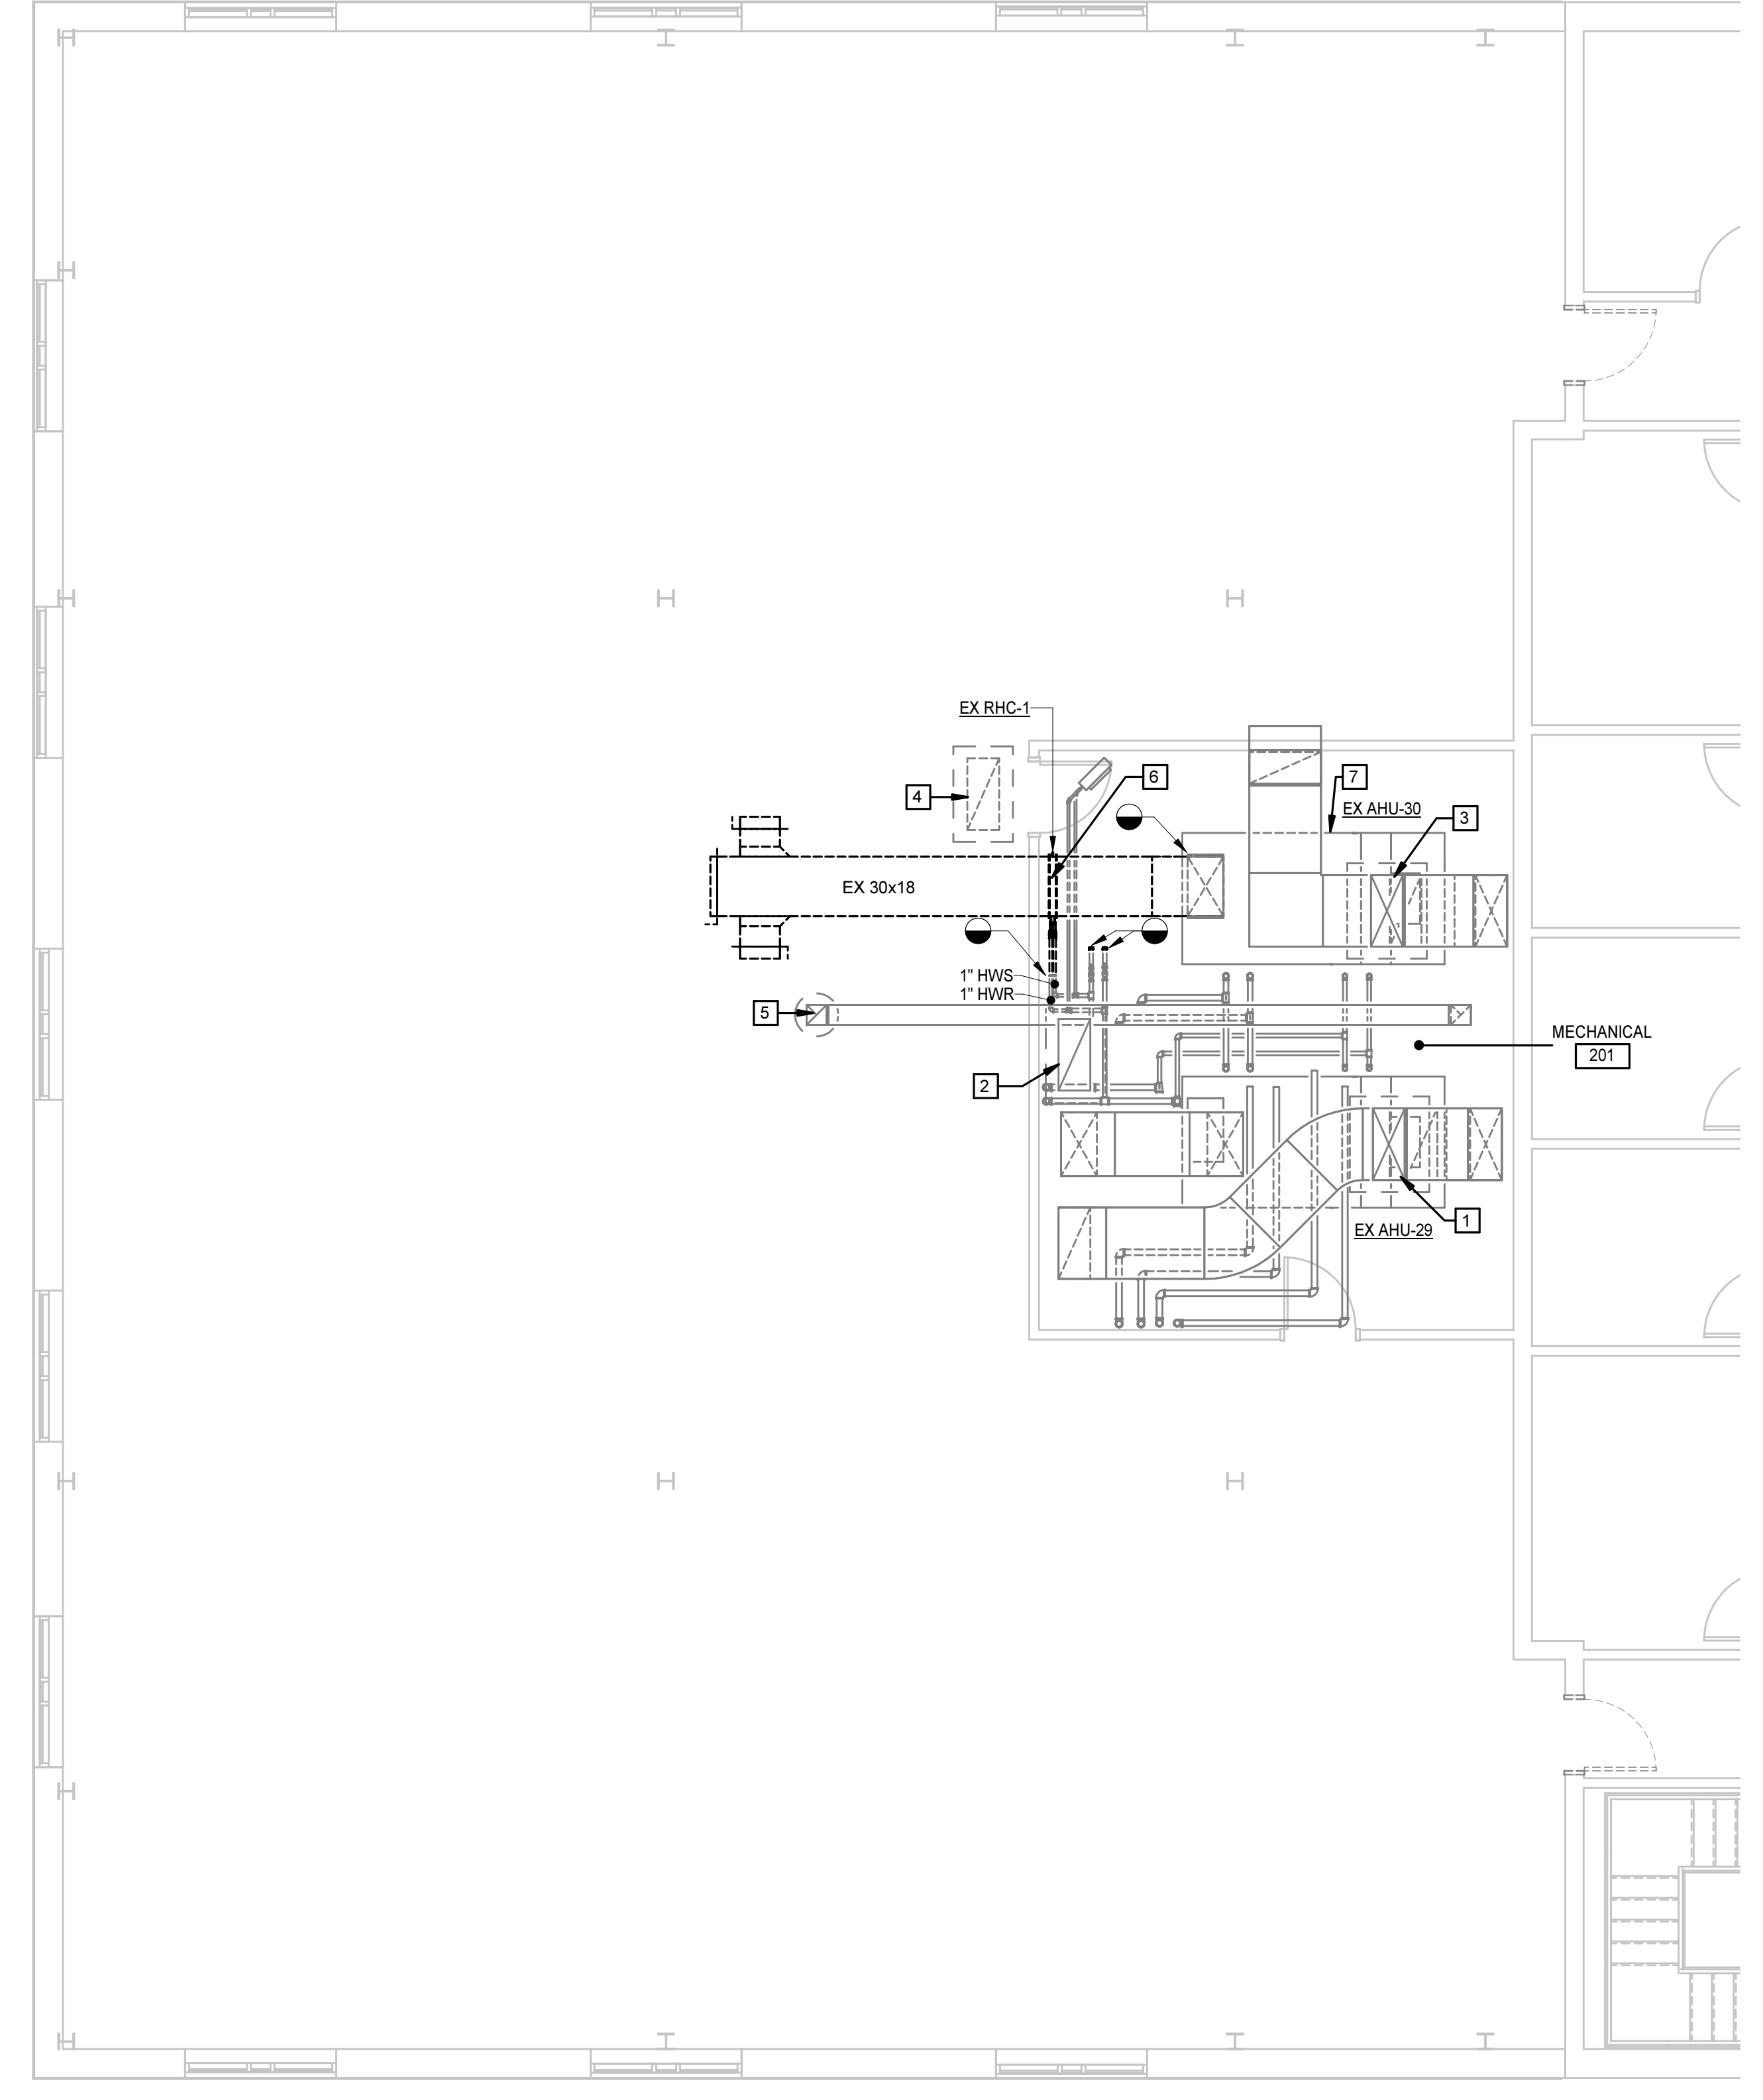 EX RHC-1
6
7
4
EX AHU-30
3
EX 30x18
1" HWS
1" HWR
5
MECHANICAL
201
2
1
EX AHU-29